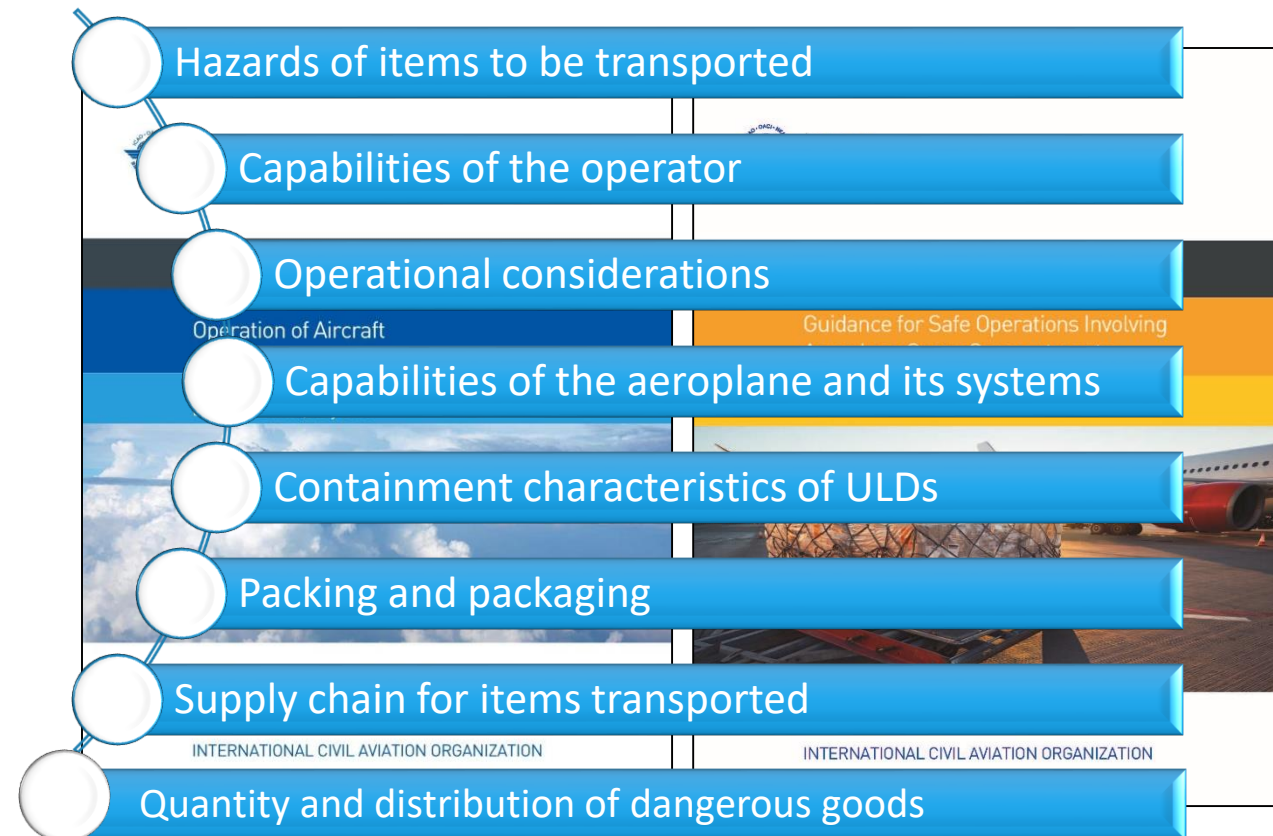 Hazards of items to be transported
Capabilities of the operator
Operational considerations
Operation of Aircraft
Guidance for Safe Operations Involving
Capabilities of the aeroplane and its systems
Containment characteristics of ULDs
Packing and packaging
Supply chain for items transported
INTERNATIONAL CIVIL AVIATION ORGANIZATION
INTERNATIONAL CIVIL AVIATION ORGANIZATION
Quantity and distribution of dangerous goods